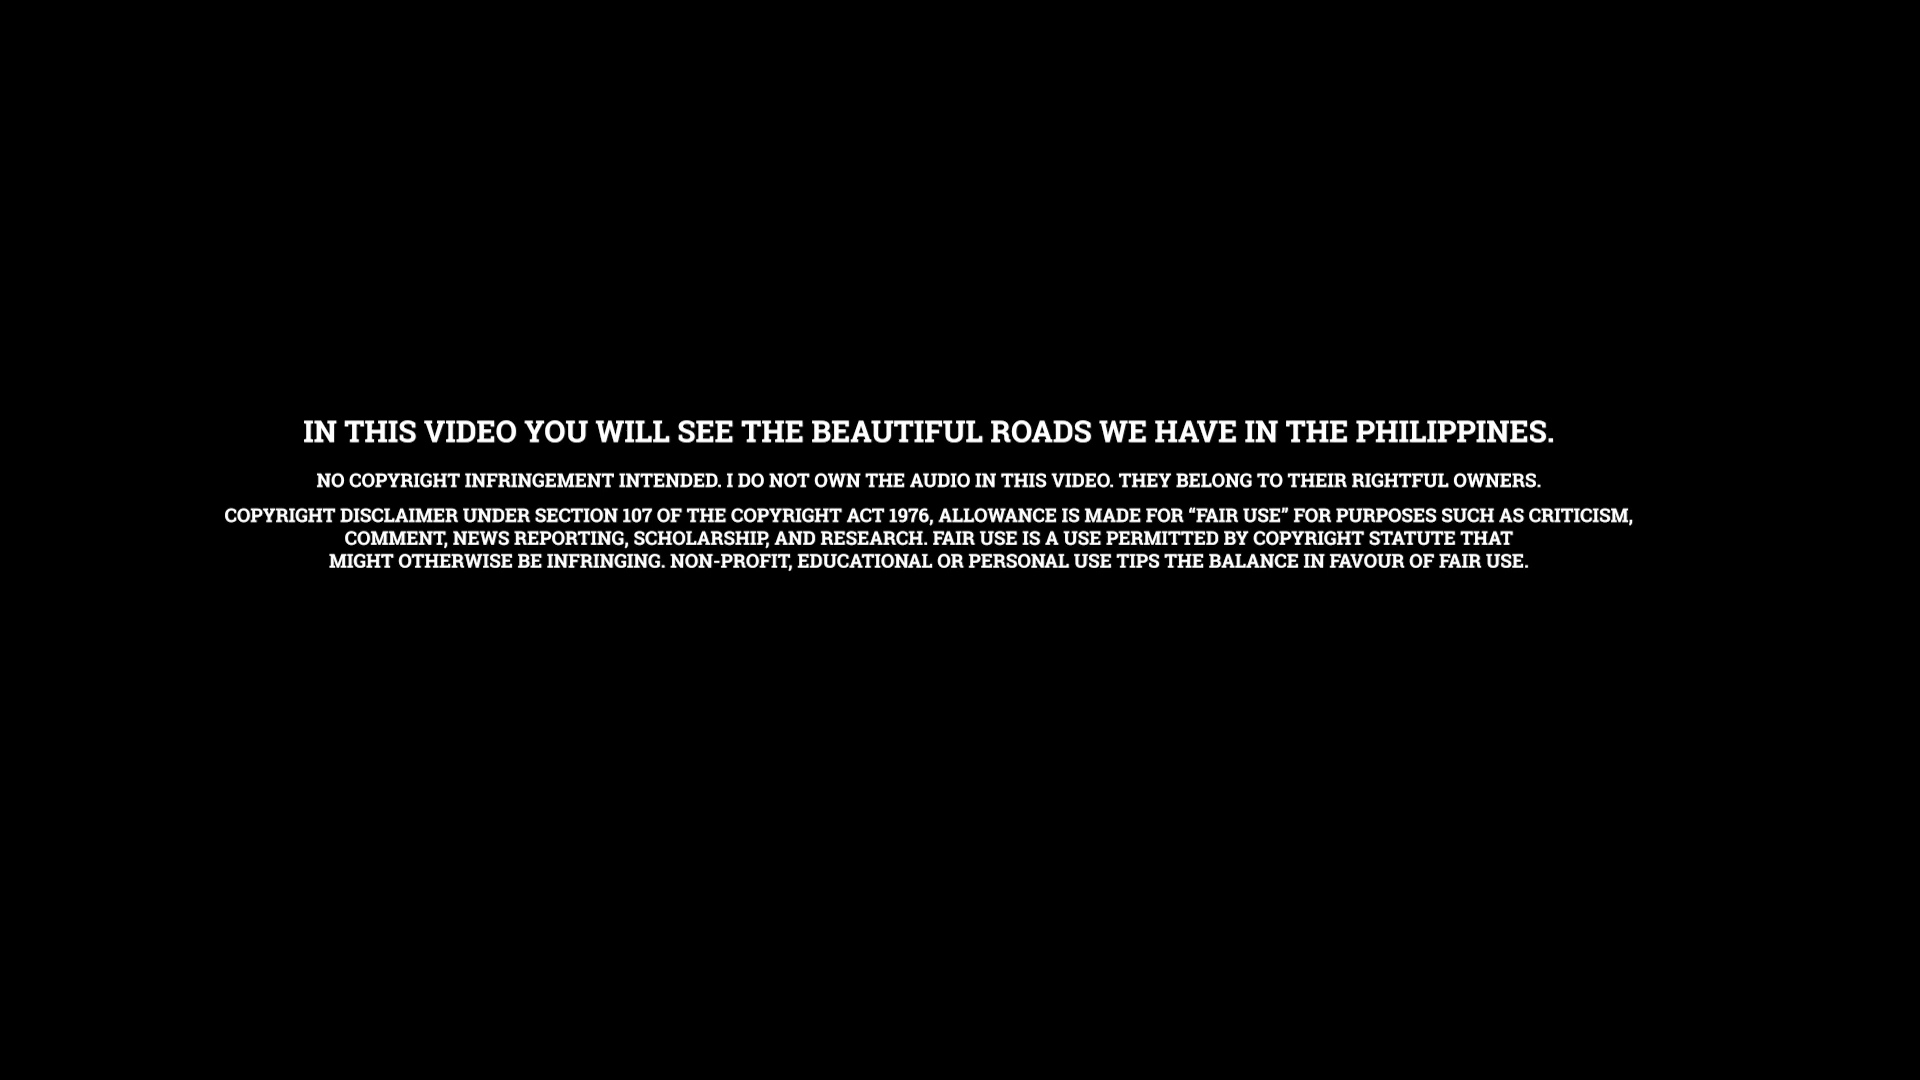 IN THIS VIDEO YOU WILL SEE THE BEAUTIFUL ROADS WE HAVE IN THE PHILIPPINES.
NO COPYRIGHT INFRINGEMENT INTENDED. I DO NOT OWN THE AUDIO IN THIS VIDEO. THEY BELONG TO THEIR RIGHTFUL OWNERS.
COPYRIGHT DISCLAIMER UNDER SECTION 107 OF THE COPYRIGHT ACT 1976, ALLOWANCE IS MADE FOR “FAIR USE” FOR PURPOSES SUCH AS CRITICISM,
COMMENT, NEWS REPORTING, SCHOLARSHIP, AND RESEARCH. FAIR USE IS A USE PERMITTED BY COPYRIGHT STATUTE THAT
MIGHT OTHERWISE BE INFRINGING. NON-PROFIT, EDUCATIONAL OR PERSONAL USE TIPS THE BALANCE IN FAVOUR OF FAIR USE.